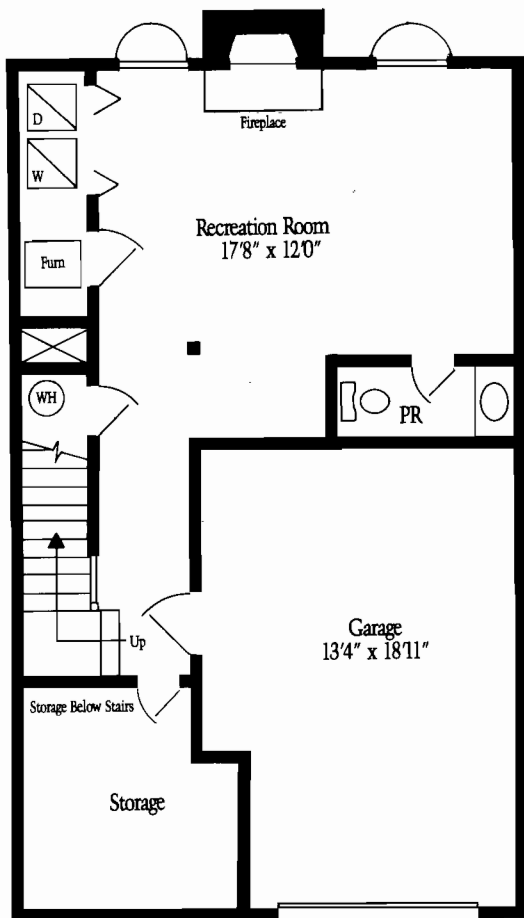 D
Fireplace
W
Recreation Room
17'8" x 12'0"
Furn
WH
PR
Garage
13'4" x 18'11"
Up
Storage Below Stairs
Storage